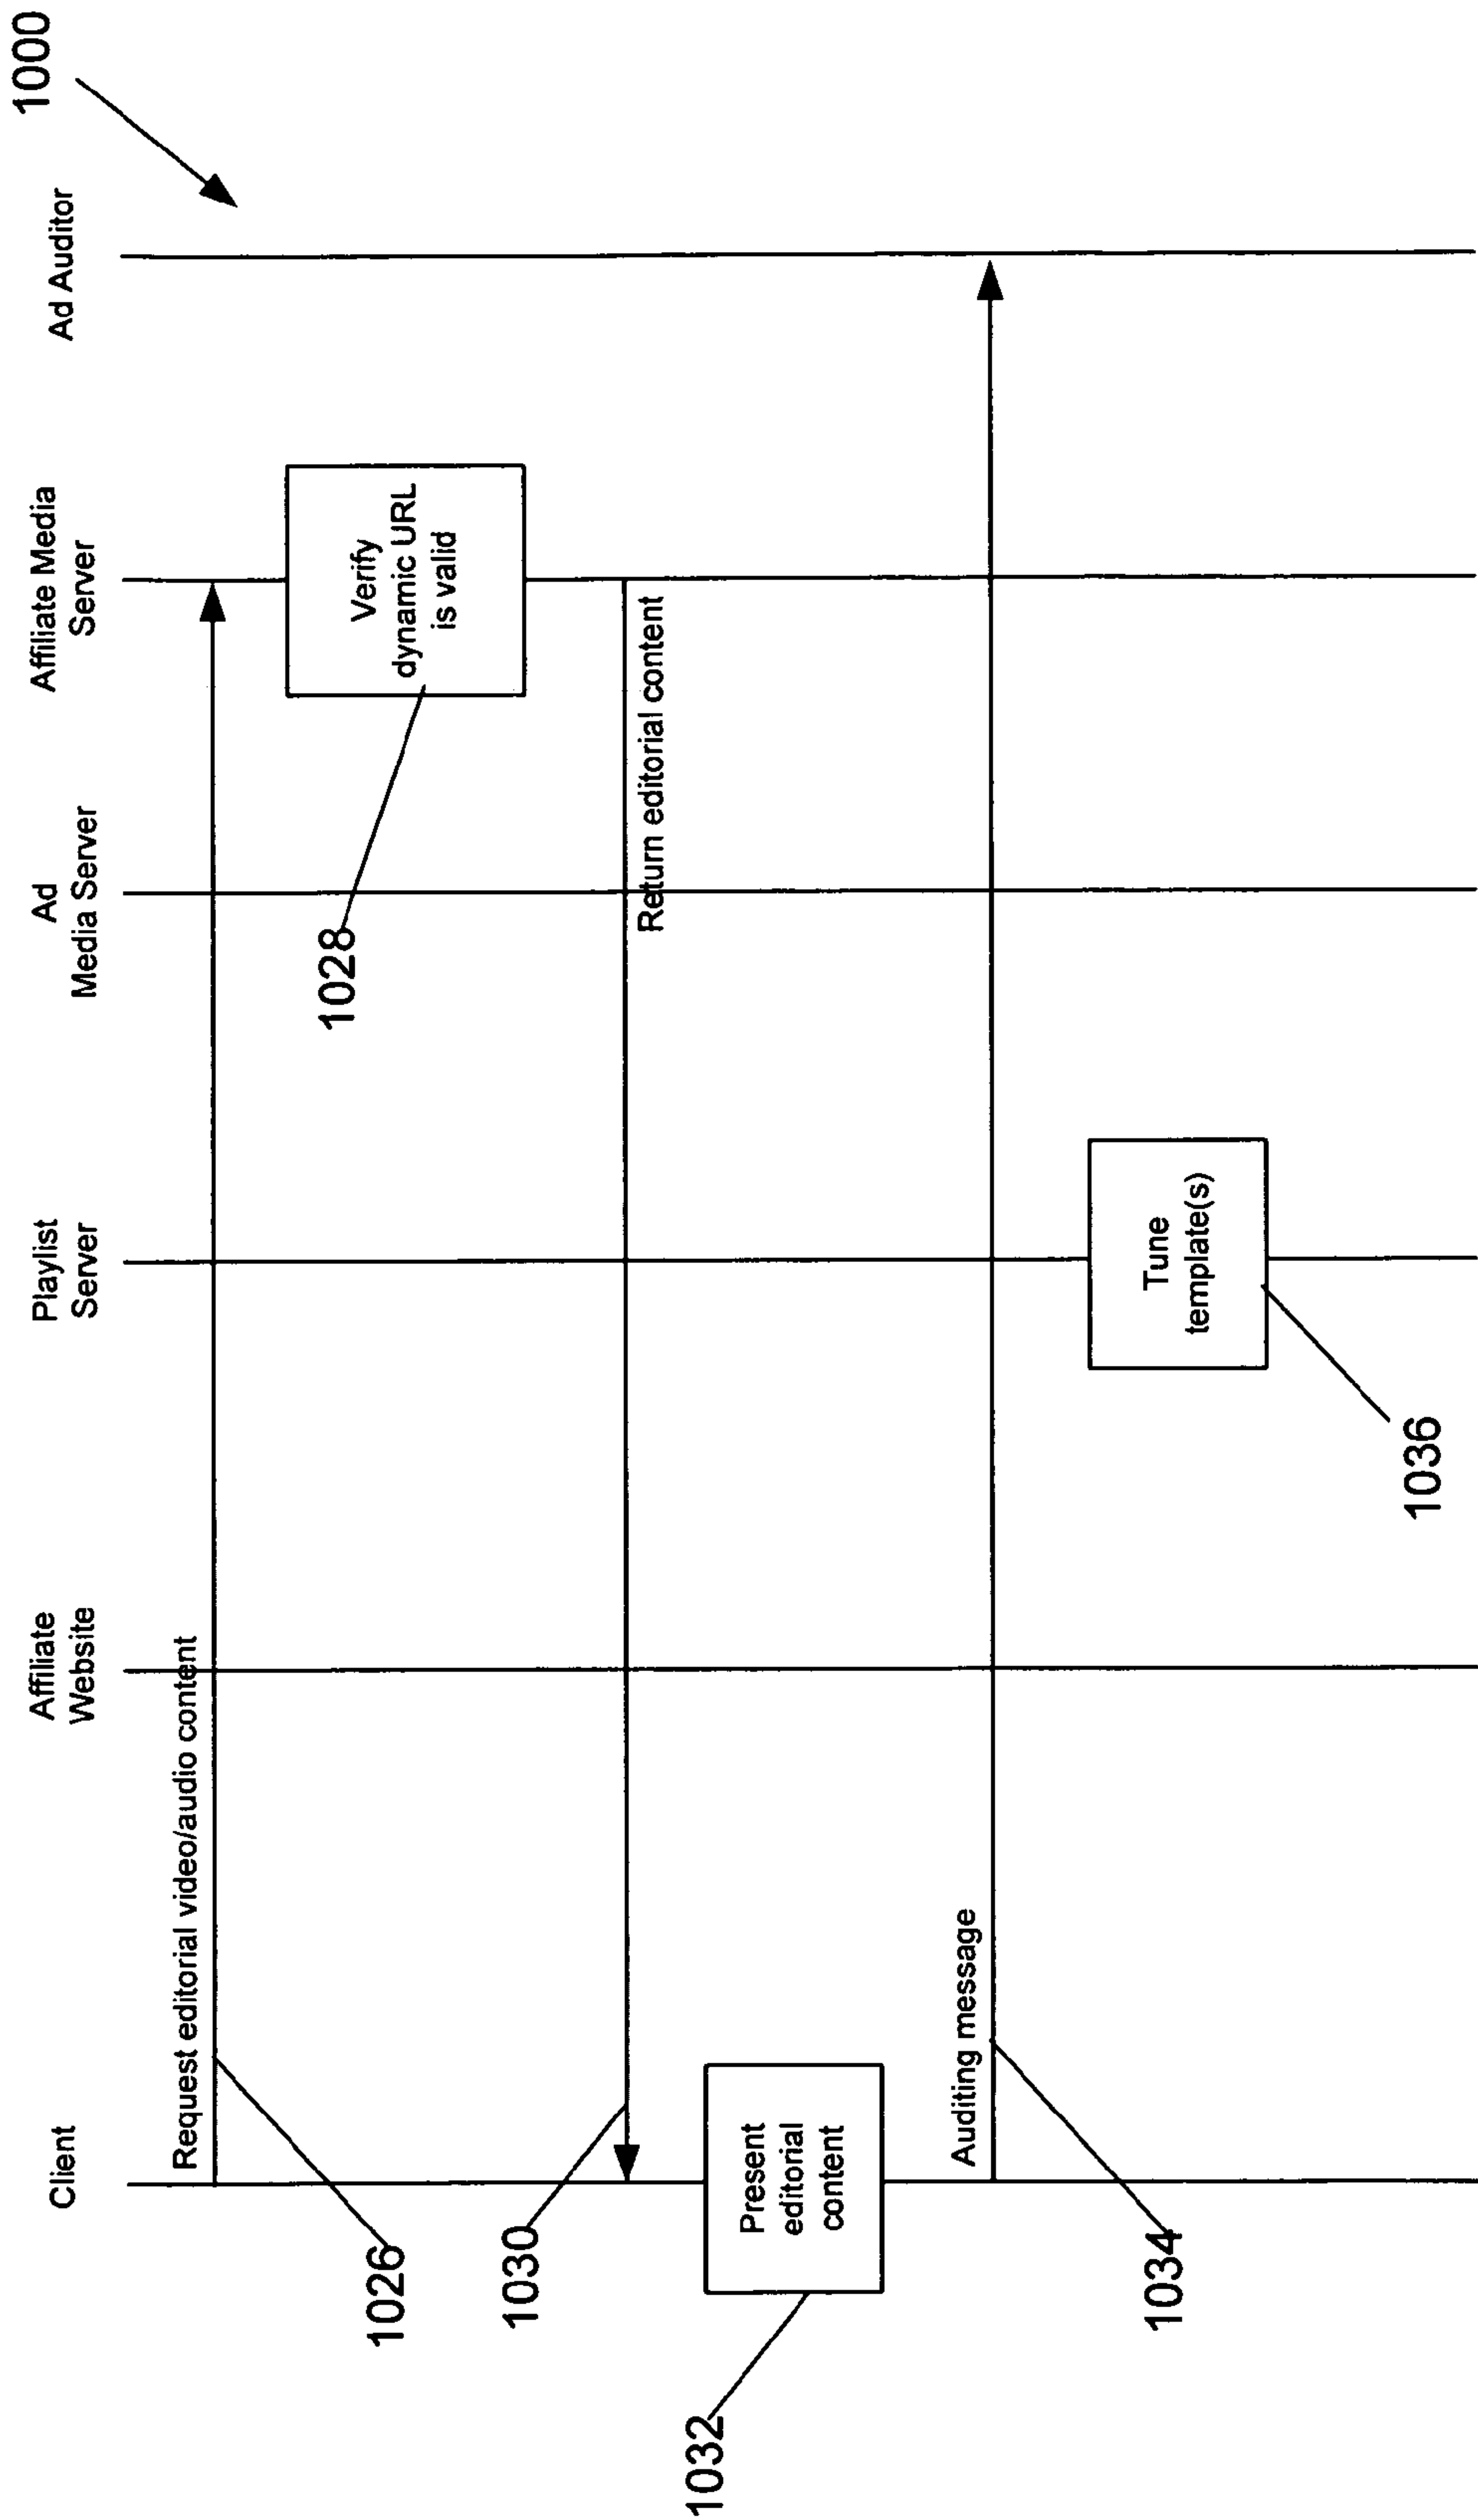 1000
Client
Affiliate
Website
Playlist
Server
Ad
Media Server
Affiliate Media
Server
Ad Auditor
Request editorial video/audio content
1026
Verify
dynamic URL
is valid
1028
Return editorial content
1030
Present
editorial
content
1032
Auditing message
1034
Tune
template(s)
1036